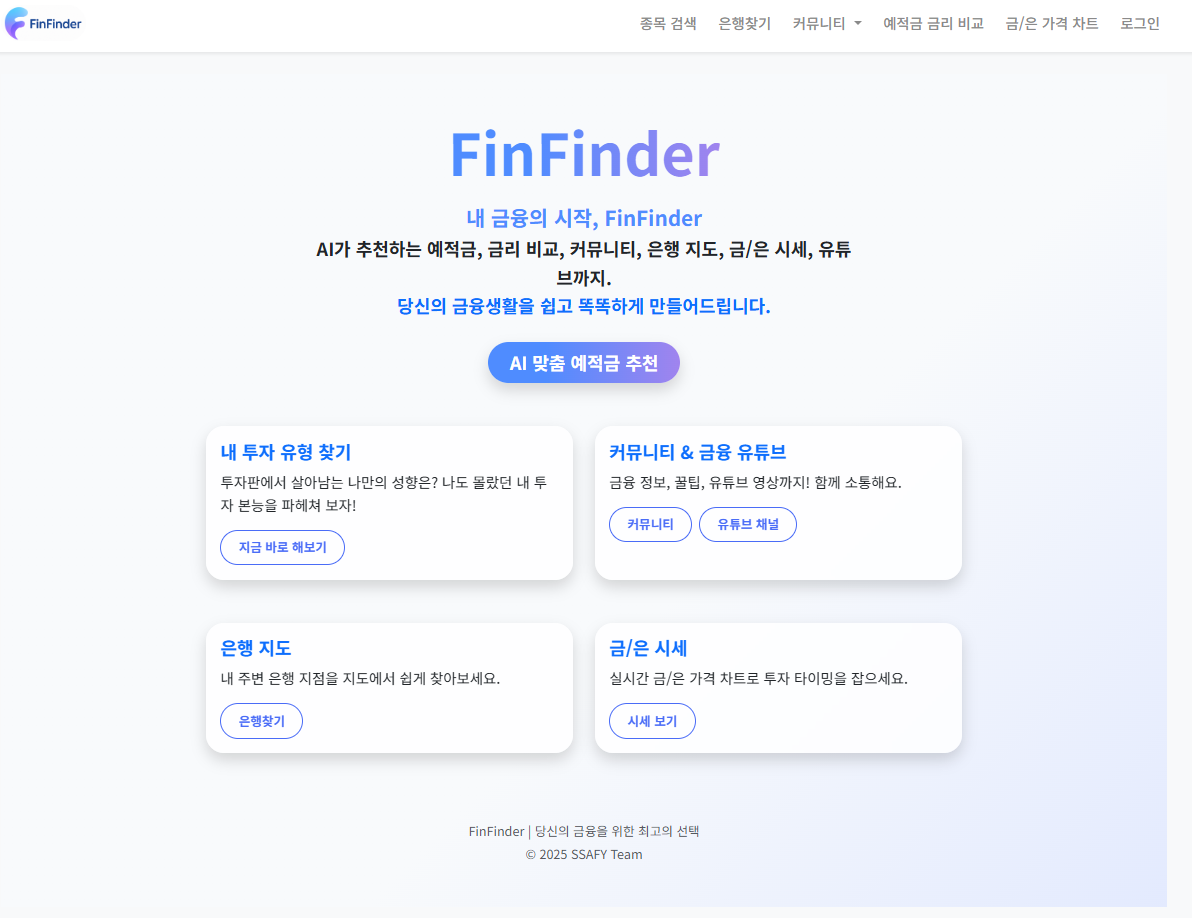 FinFinder
종목 검색 은행찾기 커뮤니티 예적금 금리 비교 금/은 가격 차트 로그인
FinFinder
내 금융의 시작, FinFinder
AI가 추천하는 예적금, 금리 비교, 커뮤니티, 은행 지도, 금/은 시세, 유튜
브까지.
당신의 금융생활을 쉽고 똑똑하게 만들어드립니다.
AI 맞춤 예적금 추천
내 투자 유형 찾기
투자판에서 살아남는 나만의 성향은? 나도 몰랐던 내 투
자 본능을 파헤쳐 보자!
지금 바로 해보기
커뮤니티 & 금융 유튜브
금융 정보, 꿀팁, 유튜브 영상까지! 함께 소통해요.
커뮤니티 유튜브 채널
은행 지도
내 주변 은행 지점을 지도에서 쉽게 찾아보세요.
은행찾기
금/은 시세
실시간 금/은 가격 차트로 투자 타이밍을 잡으세요.
시세 보기
FinFinder | 당신의 금융을 위한 최고의 선택
© 2025 SSAFY Team